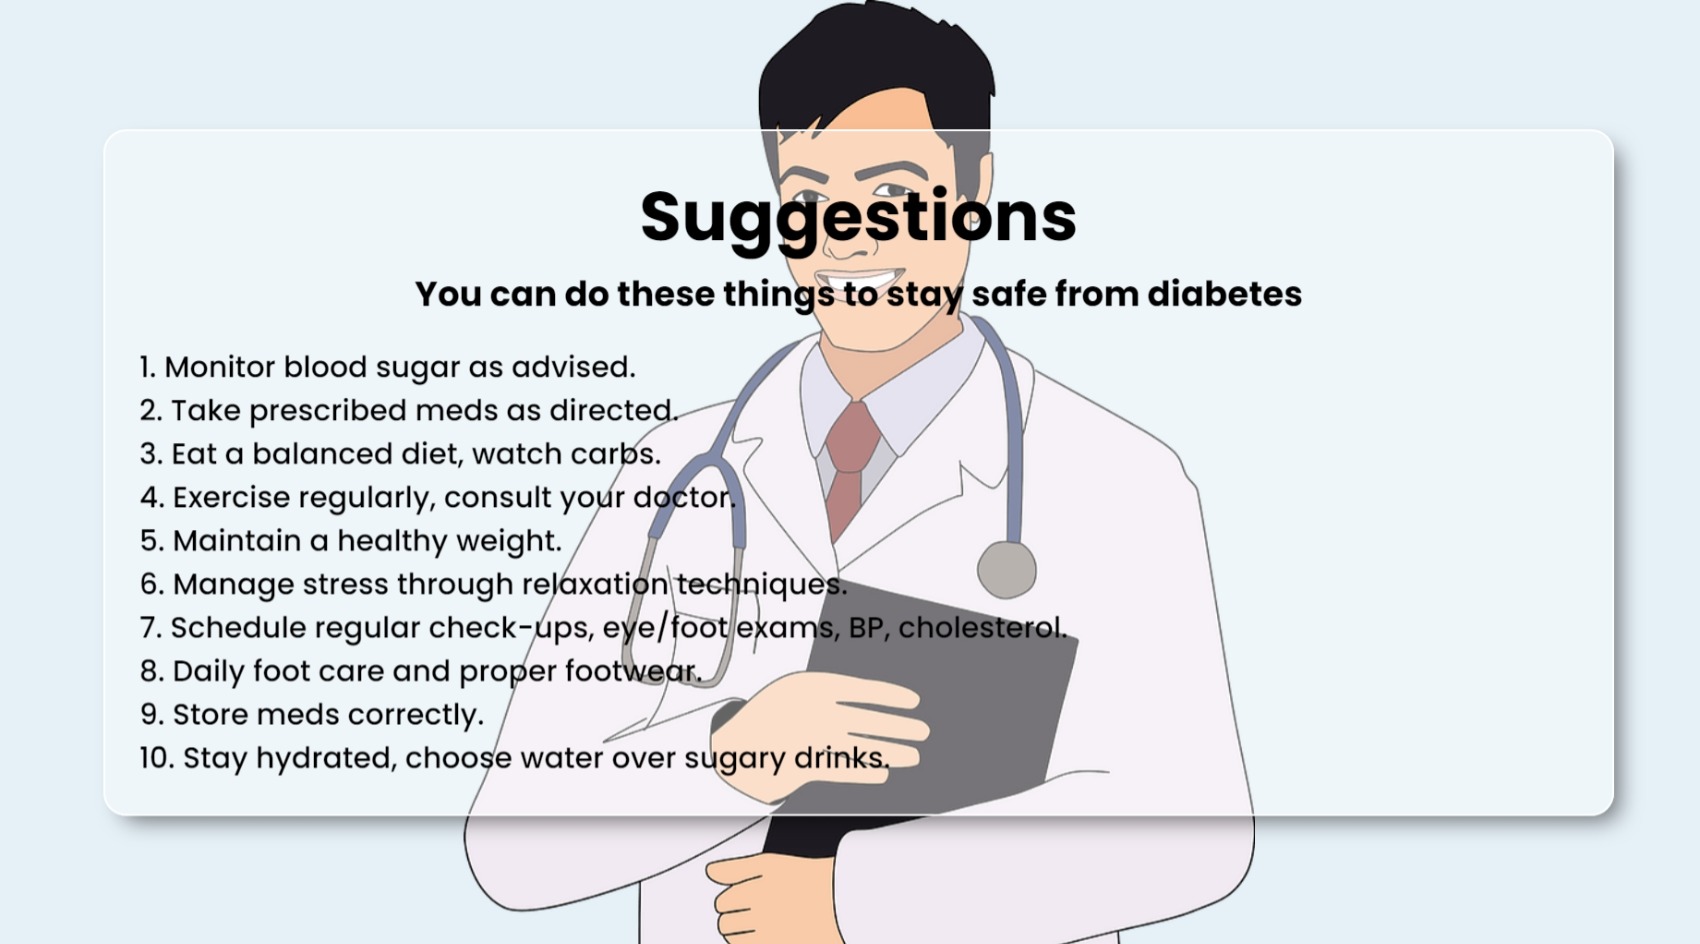 Suggestions
You can do these things to stay safe from diabetes
1. Monitor blood sugar as advised.
2. Take prescribed meds as directed.
3. Eat a balanced diet, watch carbs.
4. Exercise regularly, consult your doctor.
5. Maintain a healthy weight.
6. Manage stress through relaxation techniques.
7. Schedule regular check-ups, eye/foot exams, BP, cholesterol.
8. Daily foot care and proper footwear.
9. Store meds correctly.
10. Stay hydrated, choose water over sugary drinks.